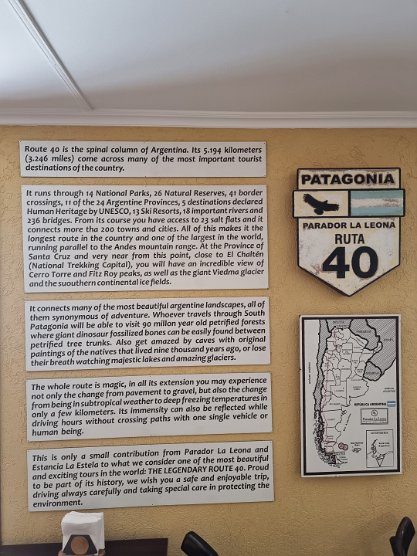 Route 40 is the spinal column of Argentina. Its 5.194 kilometers
(3.246 miles) come across many of the most important tourist
destinations of the country.
It runs through 14 National Parks, 26 Natural Reserves, 41 border
crossings, 11 of the 24 Argentine Provinces, 5 destinations declared
Human Heritage by UNESCO, 13 Ski Resorts, 18 important rivers and
236 bridges. From its course you have access to 23 salt flats and it
connects more tha 200 towns and cities. All of this makes it the
longest route in the country and one of the largest in the world,
running parallel to the Andes mountain range. At the Province of
Santa Cruz and very near from this point, close to El Chaltén
(National Trekking Capital), you will have an incredible view of
Cerro Torre and Fitz Roy peaks, as well as the giant Viedma glacier
and the suouthern continental ice fields.
It connects many of the most beautiful argentine landscapes, all of
them synonymous of adventure. Whoever travels through South
Patagonia will be able to visit 90 millon year old petrified forests
where giant dinosaur fossilized bones can be easily found between
petrified tree trunks. Also get amazed by caves with original
paintings of the natives that lived nine thousand years ago, or lose
their breath watching majestic lakes and amazing glaciers.
The whole route is magic, in all its extension you may experience
not only the change from pavement to gravel, but also the change
from being in subtropical weather to deep freezing temperatures in
only a few kilometers. Its immensity can also be reflected while
driving hours without crossing paths with one single vehicle or
human being.
This is only a small contribution from Parador La Leona and
Estancia La Estela to what we consider one of the most beautiful
and exciting tours in the world: THE LEGENDARY ROUTE 40. Proud
to be part of its history, we wish you a safe and enjoyable trip,
driving always carefully and taking special care in protecting the
environment.
PATAGONIA
PARADOR LA LEONA
RUTA
40